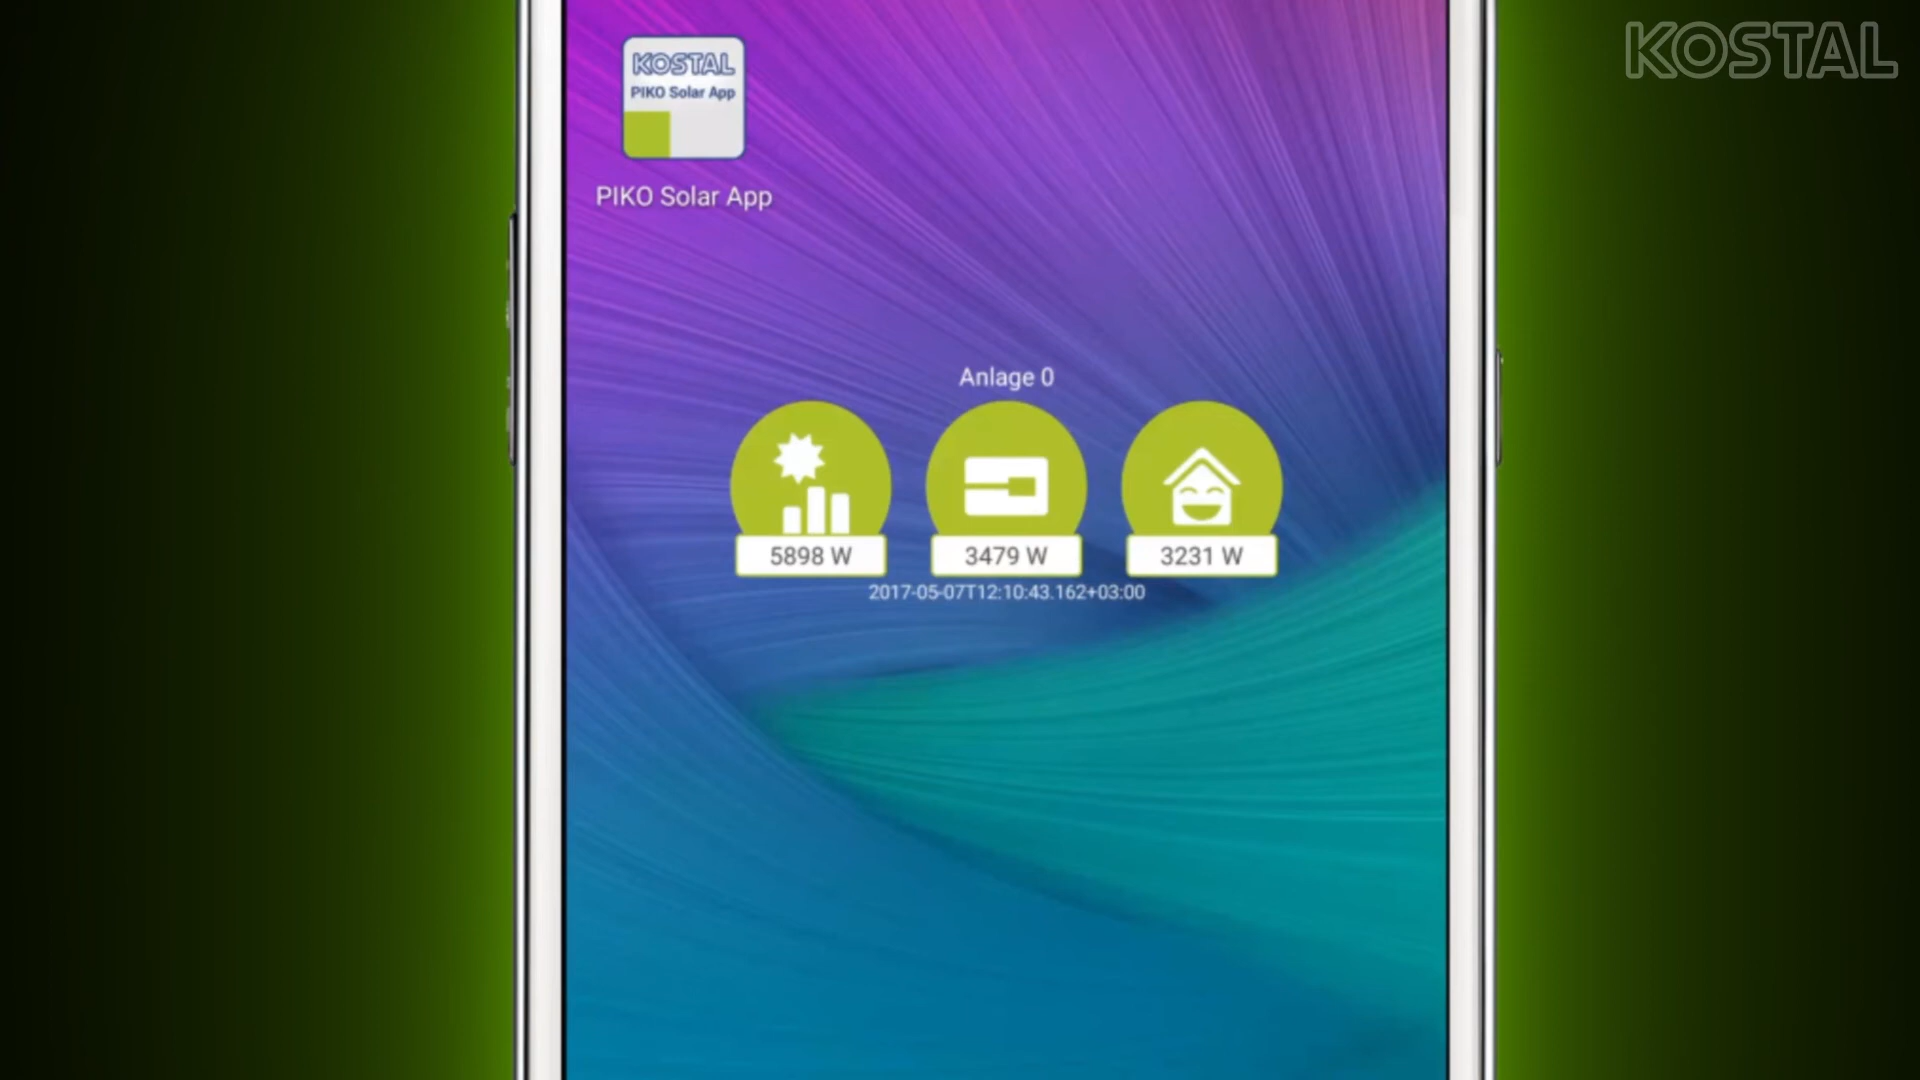 KOSTAL
KOSTAL
PIKO Solar App
PIKO Solar App
Anlage 0
5898 W
3479 W
3231 W
2017-05-07T12:10:43.162+03:00